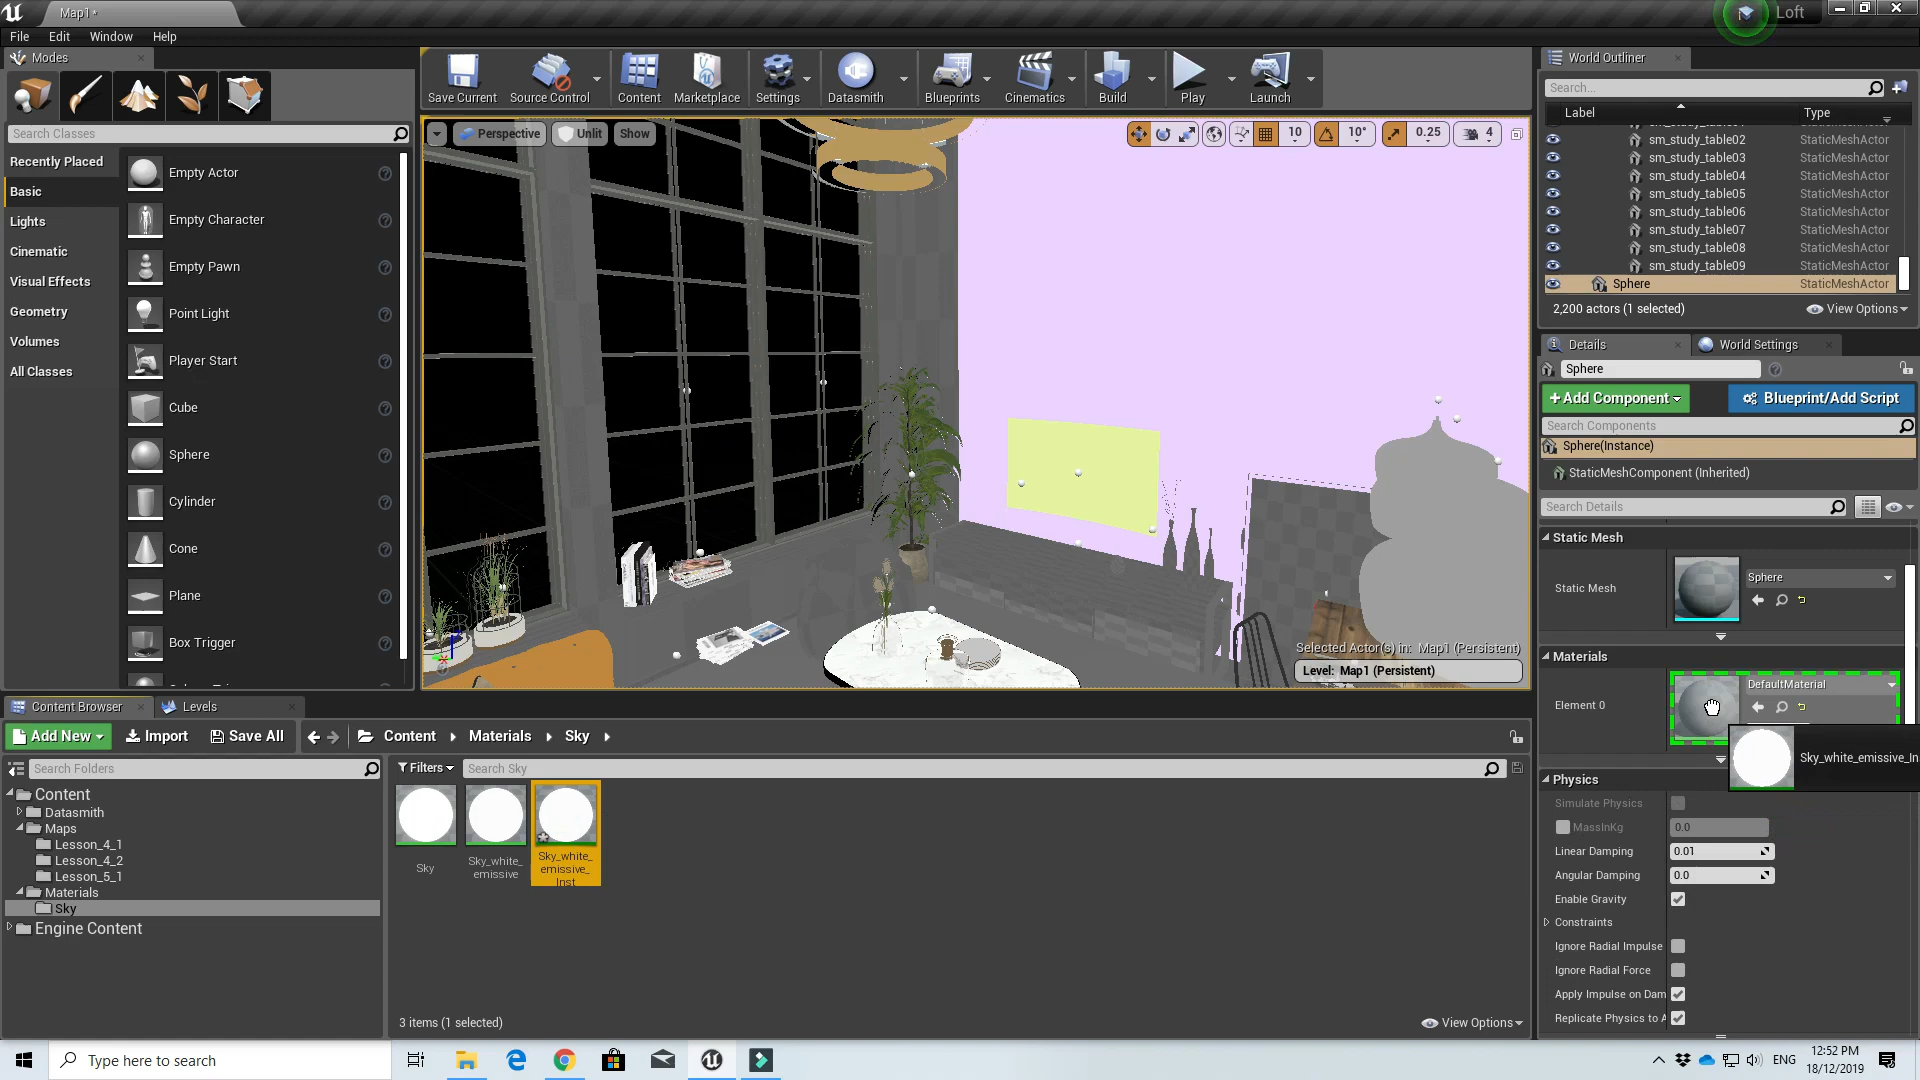 Map1*
Loft
File Edit Window Help
Modes
Search Classes
Recently Placed
Basic
Lights
Cinematic
Visual Effects
Geometry
Volumes
All Classes
Empty Actor
Empty Character
Empty Pawn
Point Light
Player Start
Cube
Sphere
Cylinder
Cone
Plane
Box Trigger
Save Current
Source Control
Content
Marketplace
Settings
Datasmith
Blueprints
Cinematics
Build
Play
Launch
Perspective
Unlit
Show
10
10°
0.25
4
Selected Actor(s) in: Map1 (Persistent)
Level: Map1 (Persistent)
World Outliner
Search...
Label
Type
sm_study_table02 StaticMeshActor
sm_study_table03 StaticMeshActor
sm_study_table04 StaticMeshActor
sm_study_table05 StaticMeshActor
sm_study_table06 StaticMeshActor
sm_study_table07 StaticMeshActor
sm_study_table08 StaticMeshActor
sm_study_table09 StaticMeshActor
Sphere StaticMeshActor
2,200 actors (1 selected)
View Options
Details
World Settings
Sphere
+Add Component
Blueprint/Add Script
Search Components
Sphere(Instance)
StaticMeshComponent (Inherited)
Search Details
Static Mesh
Static Mesh
Sphere
Materials
Element 0
DefaultMaterial
Sky_white_emissive_Ins
Physics
Simulate Physics
MassInKg 0.0
Linear Damping 0.01
Angular Damping 0.0
Enable Gravity
Constraints
Ignore Radial Impulse
Ignore Radial Force
Apply Impulse on Dam
Replicate Physics to A
Content Browser
Levels
Add New
Import
Save All
Content
Materials
Sky
Search Folders
Filters
Search Sky
Content
Datasmith
Maps
Lesson_4_1
Lesson_4_2
Lesson_5_1
Materials
Sky
Engine Content
Sky
Sky_white_
emissive
Sky_white_
emissive_
Inst
3 items (1 selected)
View Options
Type here to search
ENG
12:52 PM
18/12/2019